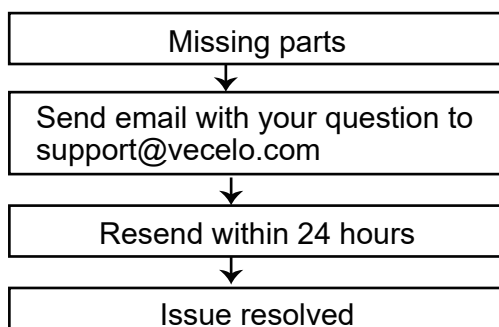 Missing parts
Send email with your question to
support@vecelo.com
Resend within 24 hours
Issue resolved